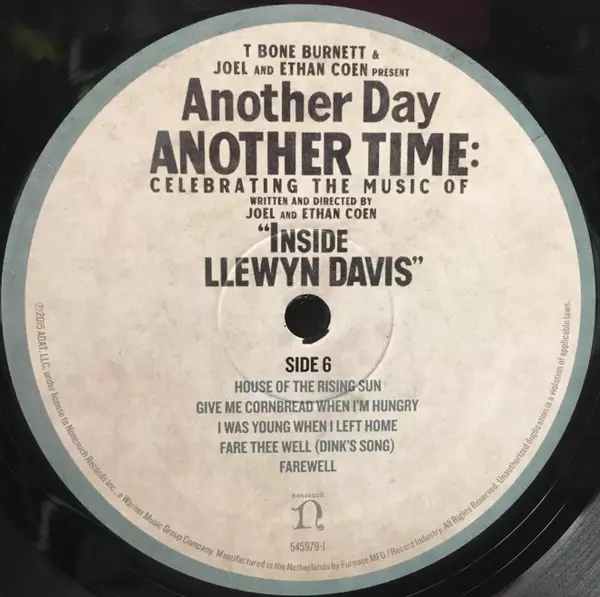 T BONE BURNETT &
JOEL AND ETHAN COEN PRESENT
Another Day
ANOTHER TIME:
CELEBRATING THE MUSIC OF
WRITTEN AND DIRECTED BY
JOEL AND ETHAN COEN
“INSIDE
LLEWYN DAVIS”
SIDE 6
HOUSE OF THE RISING SUN
GIVE ME CORNBREAD WHEN I'M HUNGRY
I WAS YOUNG WHEN I LEFT HOME
FARE THEE WELL (DINK'S SONG)
FAREWELL
nonesuch
n
545979-1
℗2015 ADAT, LLC. under license to Nonesuch Records Inc., a Warner Music Group Company. Manufactured in the Netherlands by Furnace MFG / Record Industry. All Rights Reserved. Unauthorized duplication is a violation of applicable laws.